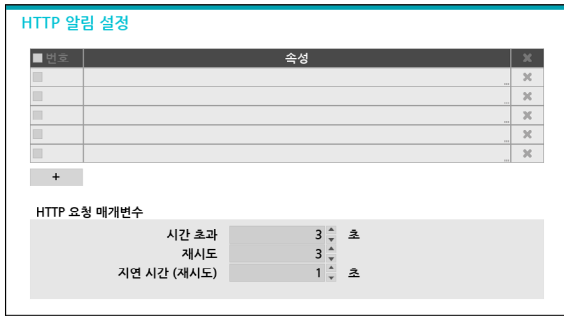 HTTP 알림 설정
번호 속성
...
...
...
...
...
+
HTTP 요청 매개변수
시간 초과 3 초
재시도 3
지연 시간 (재시도) 1 초